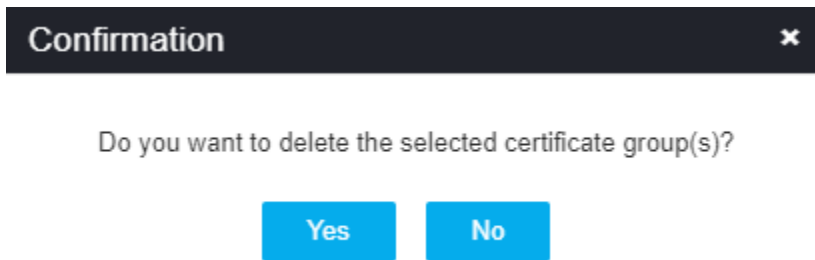 Confirmation
Do you want to delete the selected certificate group(s)?
Yes No